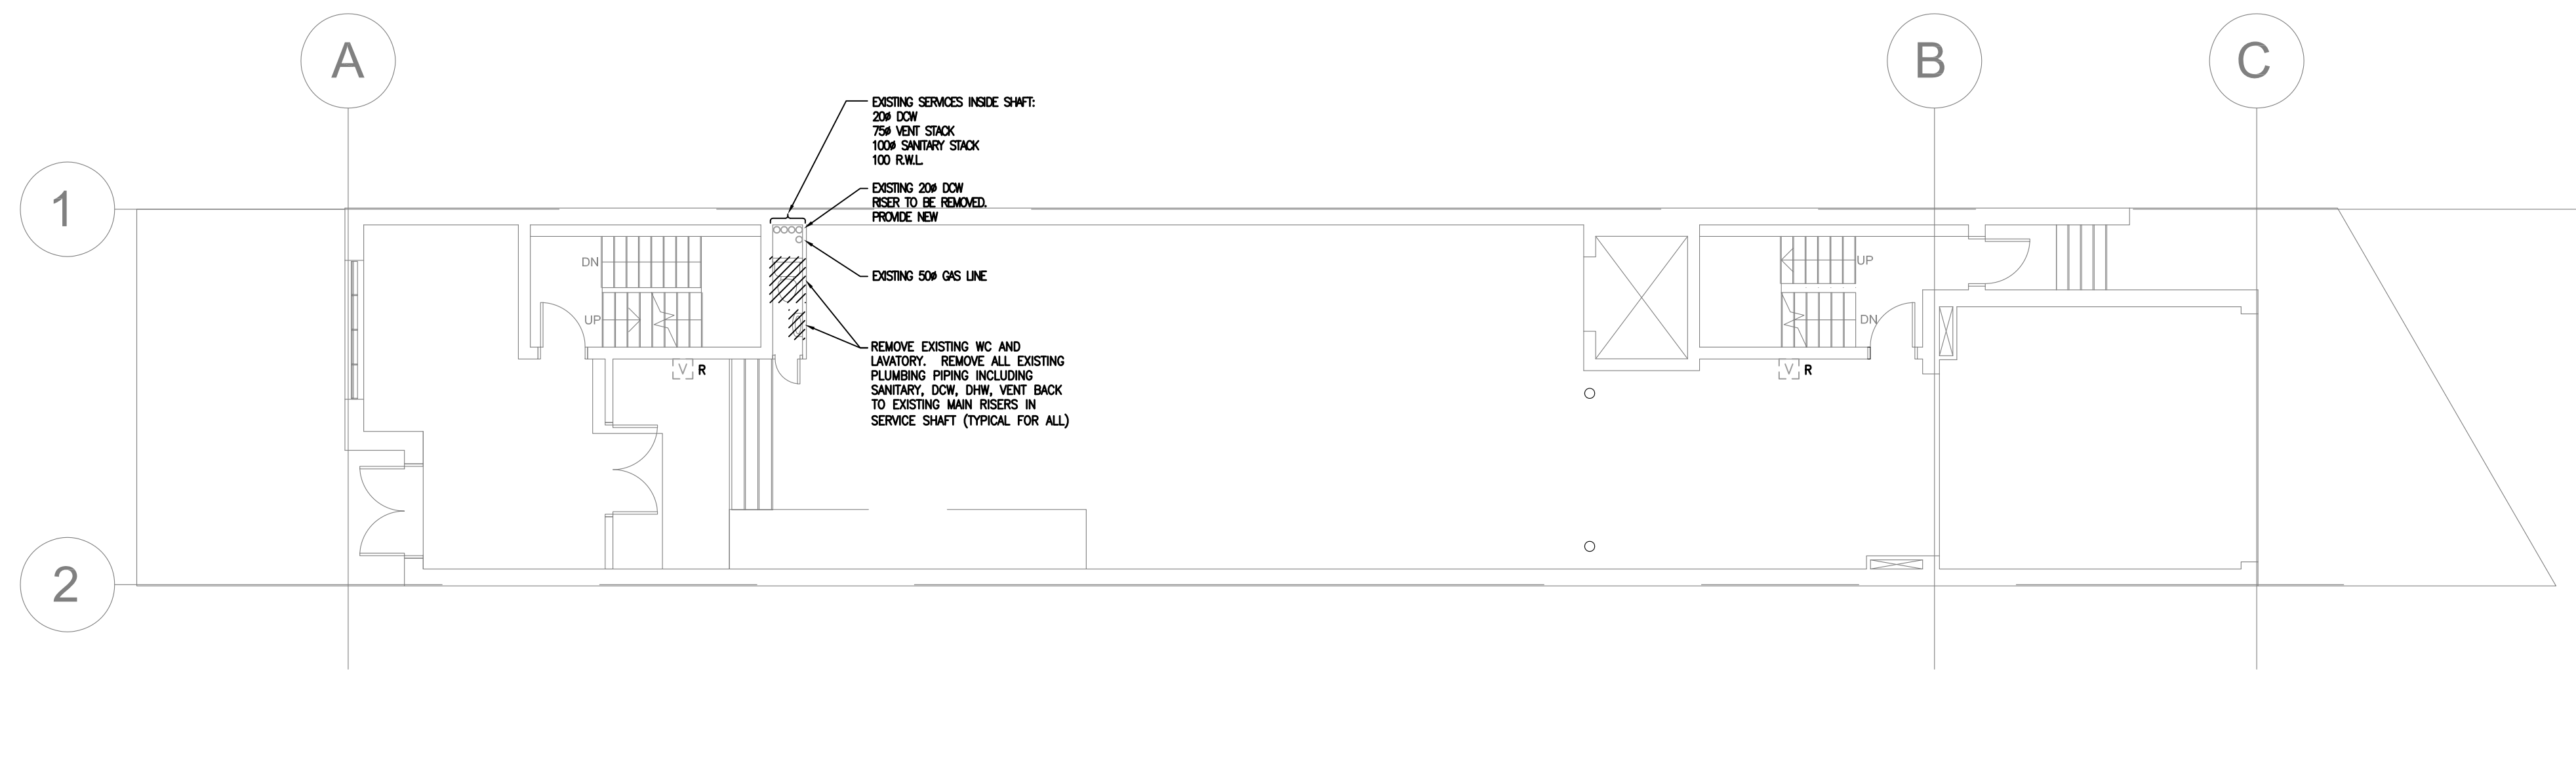 A
B
C
EXISTING SERVICES INSIDE SHAFT:
20ø DCW
75ø VENT STACK
100ø SANITARY STACK
100 R.W.L.
1
EXISTING 20ø DCW
RISER TO BE REMOVED.
PROVIDE NEW
DN
UP
EXISTING 50ø GAS LINE
UP
DN
REMOVE EXISTING WC AND
LAVATORY. REMOVE ALL EXISTING
PLUMBING PIPING INCLUDING
SANITARY, DCW, DHW, VENT BACK
TO EXISTING MAIN RISERS IN
SERVICE SHAFT (TYPICAL FOR ALL)
V R
V R
2